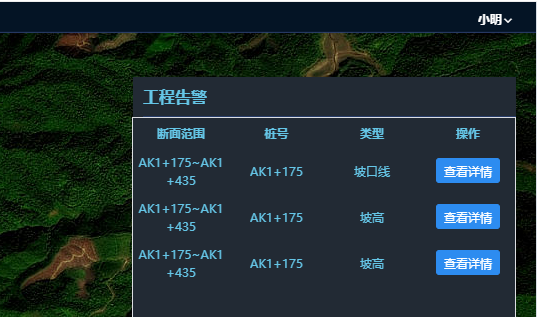 小明
工程告警
断面范围 桩号 类型 操作
AK1+175~AK1
+435 AK1+175 坡口线 查看详情
AK1+175~AK1
+435 AK1+175 坡高 查看详情
AK1+175~AK1
+435 AK1+175 坡高 查看详情